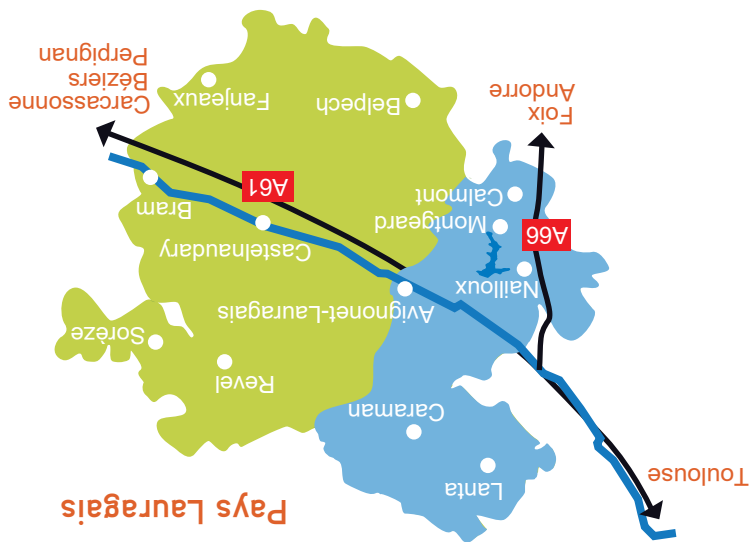 Pays Lauragais
Toulouse
Lanta
Caraman
Revel
Sorèze
Avignonet-Lauragais
Nailloux
Castelnaudary
A66
Montgeard
Bram
Calmont
A61
Foix
Andorre
Belpech
Fanjeaux
Carcassonne
Béziers
Perpignan